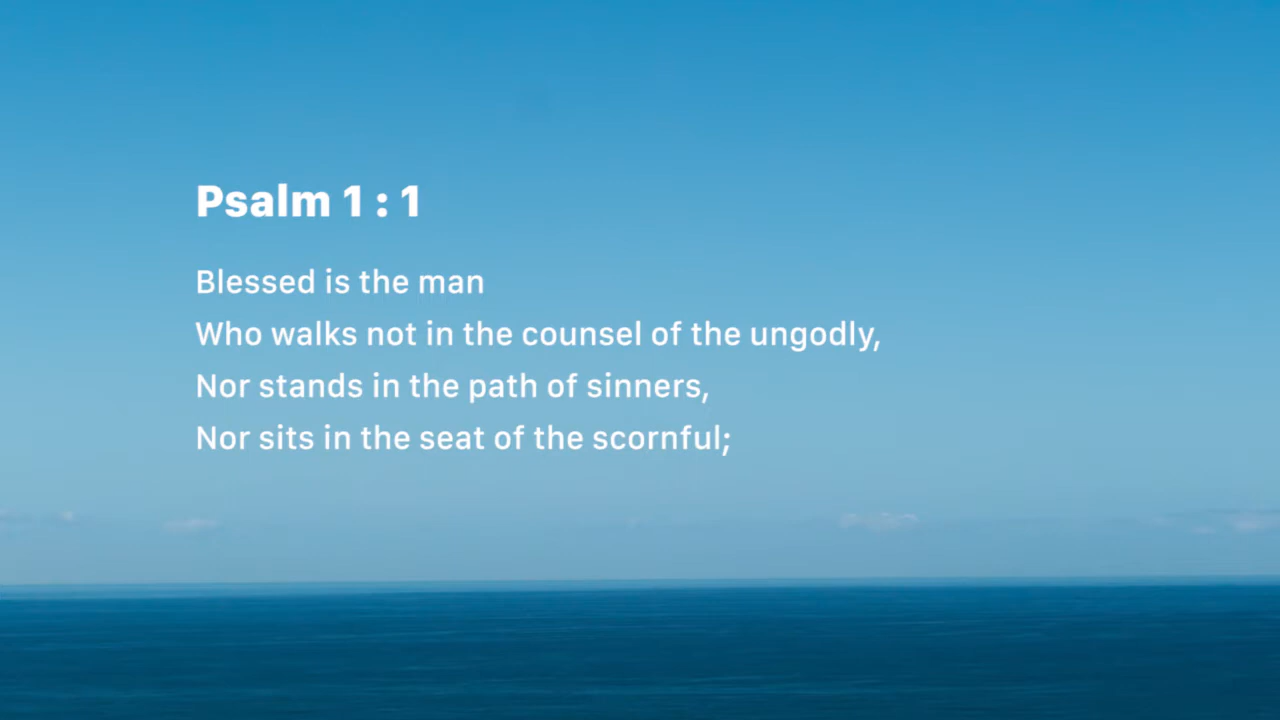 Psalm 1 : 1
Blessed is the man
Who walks not in the counsel of the ungodly,
Nor stands in the path of sinners,
Nor sits in the seat of the scornful;